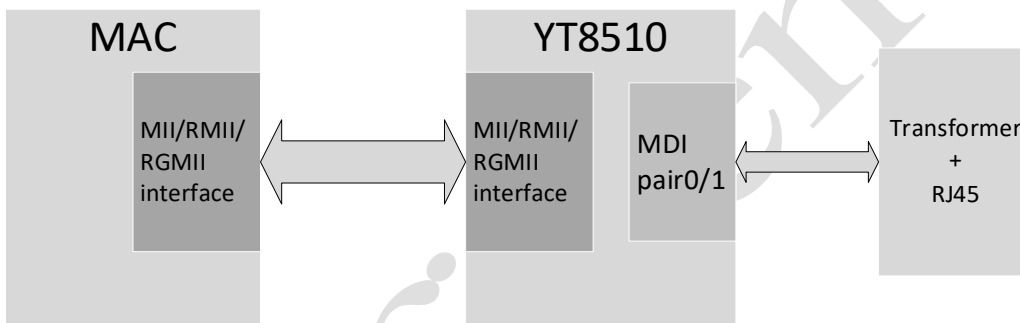 MAC
MII/RMII/
RGMII
interface
YT8510
MII/RMII/
RGMII
interface
MDI
pair0/1
Transformer
+
RJ45